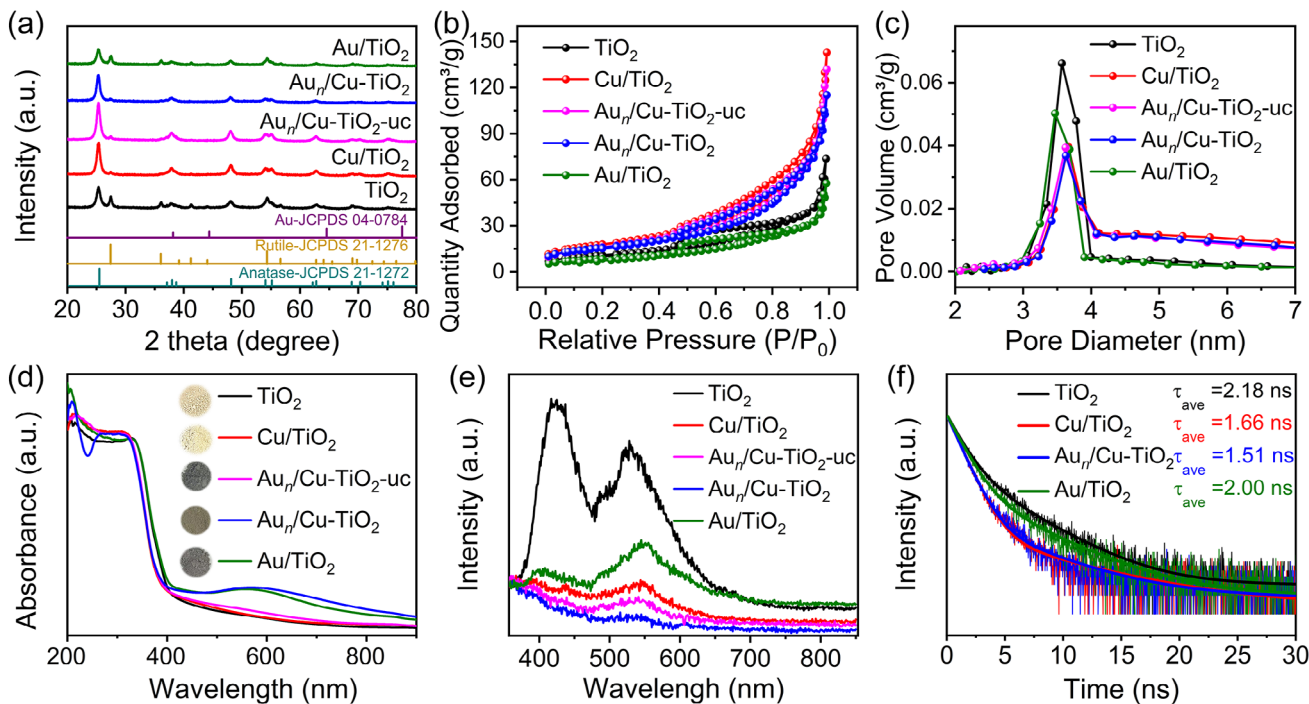 (a)
Intensity (a.u.)
Au/TiO₂
Auₙ/Cu-TiO₂
Auₙ/Cu-TiO₂-uc
Cu/TiO₂
TiO₂
Au-JCPDS 04-0784
Rutile-JCPDS 21-1276
Anatase-JCPDS 21-1272
20 30 40 50 60 70 80
2 theta (degree)
(b)
Quantity Adsorbed (cm³/g)
150
120
90
60
30
0
TiO₂
Cu/TiO₂
Auₙ/Cu-TiO₂-uc
Auₙ/Cu-TiO₂
Au/TiO₂
0.0 0.2 0.4 0.6 0.8 1.0
Relative Pressure (P/P₀)
(c)
Pore Volume (cm³/g)
0.06
0.04
0.02
0.00
TiO₂
Cu/TiO₂
Auₙ/Cu-TiO₂-uc
Auₙ/Cu-TiO₂
Au/TiO₂
2 3 4 5 6 7
Pore Diameter (nm)
(d)
Absorbance (a.u.)
TiO₂
Cu/TiO₂
Auₙ/Cu-TiO₂-uc
Auₙ/Cu-TiO₂
Au/TiO₂
200 400 600 800
Wavelength (nm)
(e)
Intensity (a.u.)
TiO₂
Cu/TiO₂
Auₙ/Cu-TiO₂-uc
Auₙ/Cu-TiO₂
Au/TiO₂
400 500 600 700 800
Wavelengh (nm)
(f)
Intensity (a.u.)
TiO₂ τave =2.18 ns
Cu/TiO₂ τave =1.66 ns
Auₙ/Cu-TiO₂ τave =1.51 ns
Au/TiO₂ τave =2.00 ns
0 5 10 15 20 25 30
Time (ns)